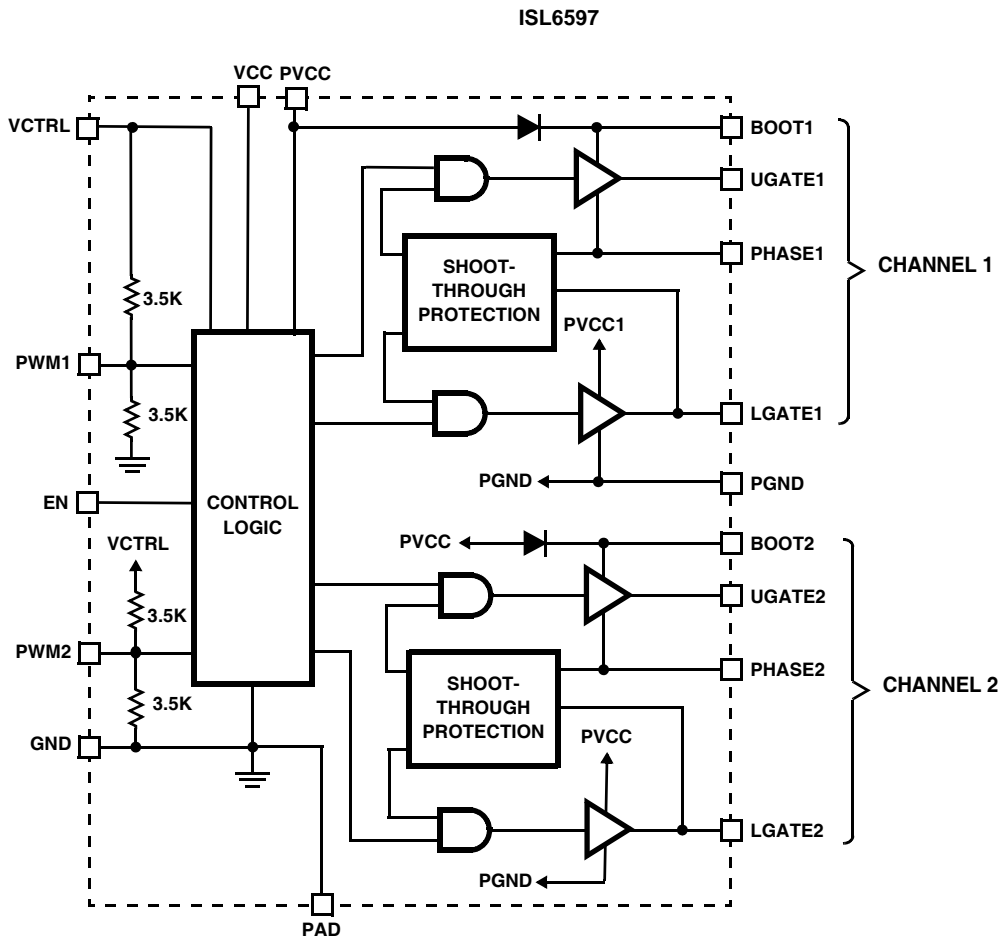 ISL6597
VCC
PVCC
VCTRL
BOOT1
UGATE1
PHASE1
SHOOT-
THROUGH
PROTECTION
CHANNEL 1
3.5K
PVCC1
PWM1
3.5K
LGATE1
PGND
PGND
EN
CONTROL
LOGIC
VCTRL
PVCC
BOOT2
3.5K
UGATE2
PWM2
PHASE2
SHOOT-
THROUGH
PROTECTION
CHANNEL 2
3.5K
GND
PVCC
LGATE2
PGND
PAD